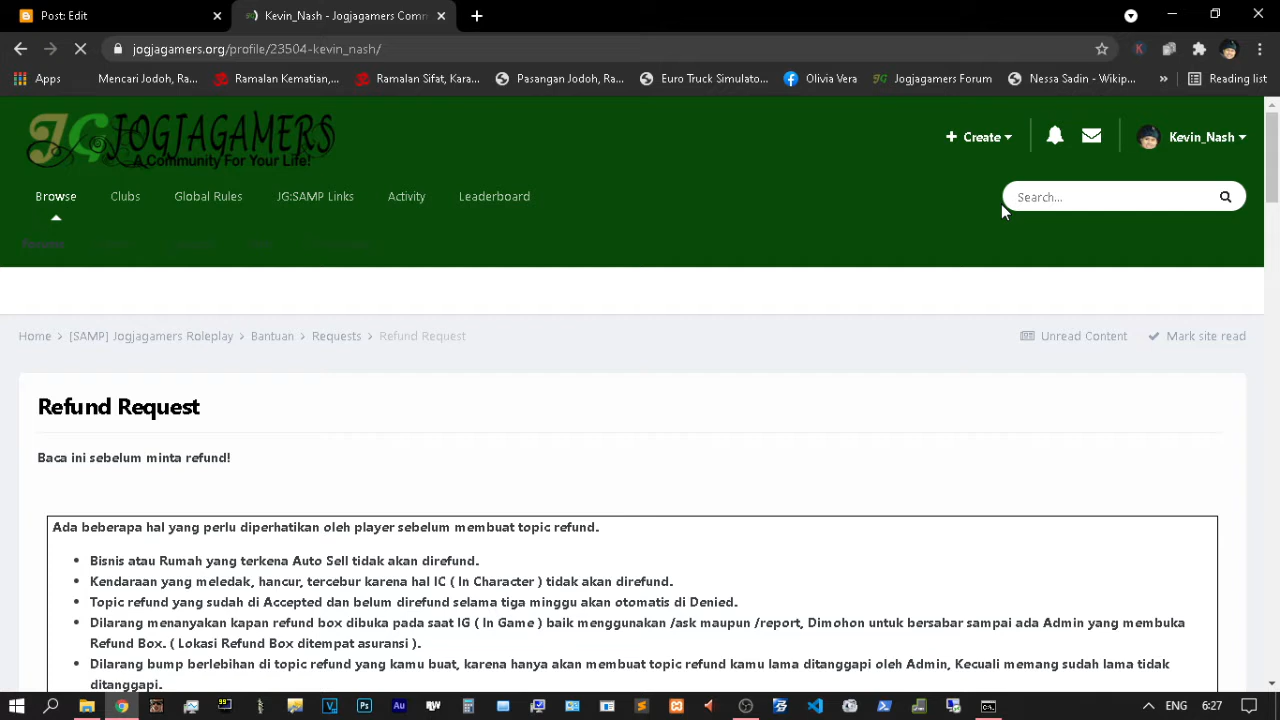 Post: Edit
Kevin_Nash - Jogjagamers Comm
jogjagamers.org/profile/23504-kevin_nash/
Apps
Mencari Jodoh, Ra...
Ramalan Kematian,...
Ramalan Sifat, Kara...
Pasangan Jodoh, Ra...
Euro Truck Simulato...
Olivia Vera
Jogjagamers Forum
Nessa Sadin - Wikip...
Reading list
JG JOGJAGAMERS
A Community For Your Life!
Create
Kevin_Nash
Browse
Clubs
Global Rules
JG:SAMP Links
Activity
Leaderboard
Search...
Forums
Home
[SAMP] Jogjagamers Roleplay
Bantuan
Requests
Refund Request
Unread Content
Mark site read
Refund Request
Baca ini sebelum minta refund!
Ada beberapa hal yang perlu diperhatikan oleh player sebelum membuat topic refund.
Bisnis atau Rumah yang terkena Auto Sell tidak akan direfund.
Kendaraan yang meledak, hancur, tercebur karena hal IC ( In Character ) tidak akan direfund.
Topic refund yang sudah di Accepted dan belum direfund selama tiga minggu akan otomatis di Denied.
Dilarang menanyakan kapan refund box dibuka pada saat IG ( In Game ) baik menggunakan /ask maupun /report, Dimohon untuk bersabar sampai ada Admin yang membuka
Refund Box. ( Lokasi Refund Box ditempat asuransi ).
Dilarang bump berlebihan di topic refund yang kamu buat, karena hanya akan membuat topic refund kamu lama ditanggapi oleh Admin, Kecuali memang sudah lama tidak
ditanggapi.
ENG
6:27